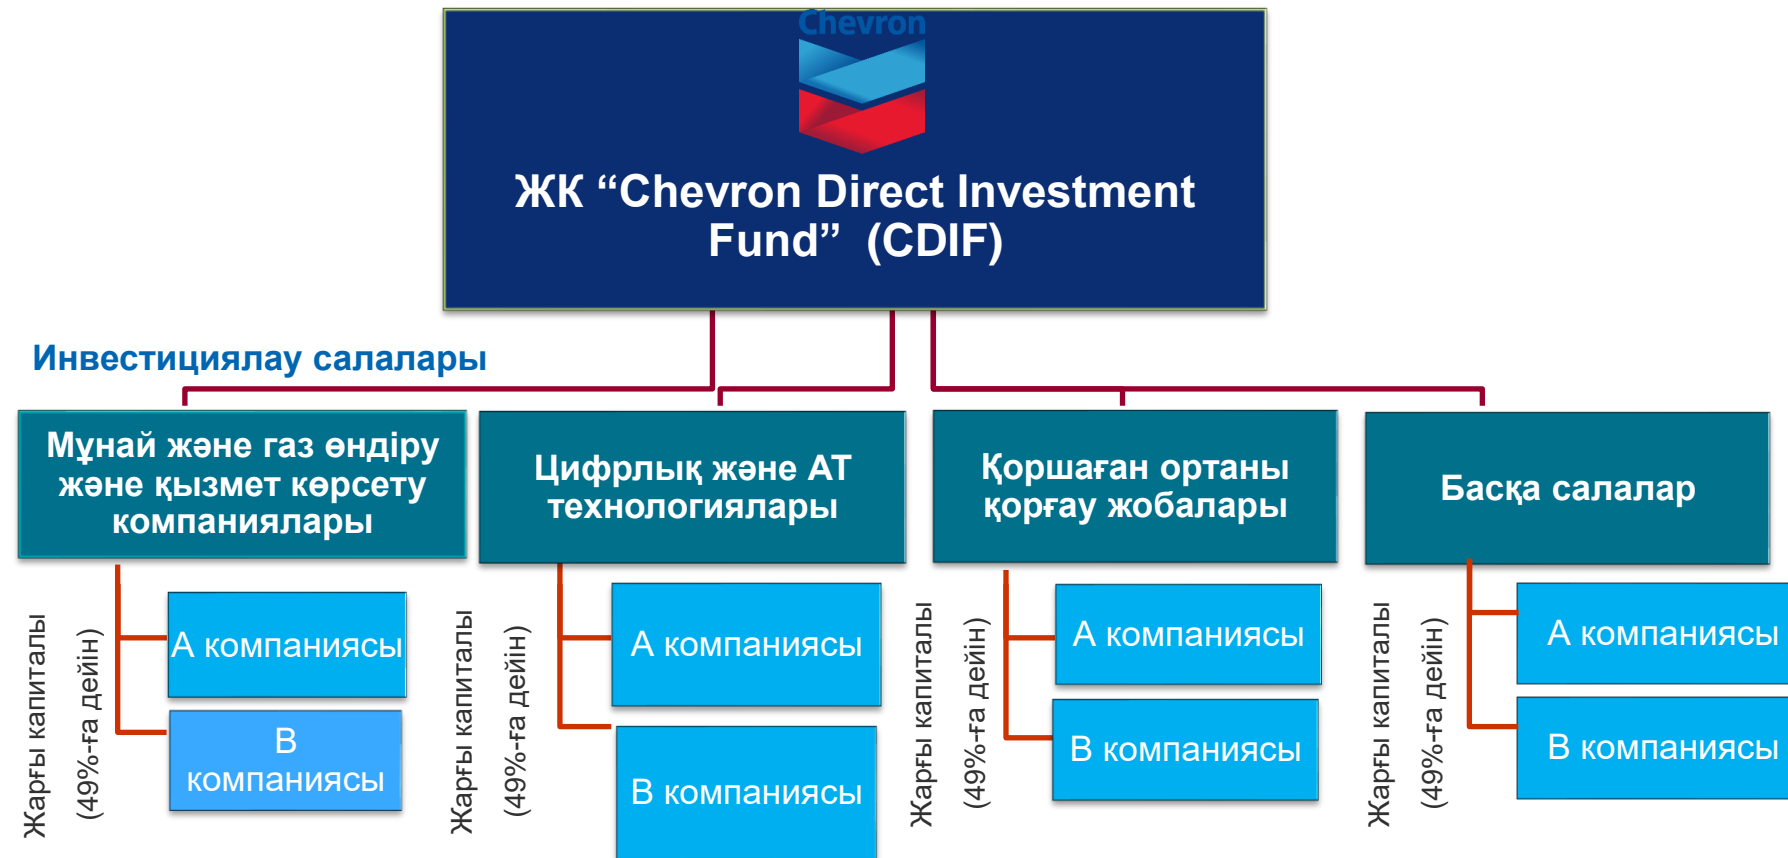 Chevron
ЖК “Chevron Direct Investment
Fund” (CDIF)
Инвестициялау салалары
Мұнай және газ өндіру
және қызмет көрсету
компаниялары
Цифрлық және АТ
технологиялары
Қоршаған ортаны
қорғау жобалары
Басқа салалар
Жарғы капиталы
(49%-ға дейін)
А компаниясы
В
компаниясы
Жарғы капиталы
(49%-ға дейін)
А компаниясы
В компаниясы
Жарғы капиталы
(49%-ға дейін)
А компаниясы
В компаниясы
Жарғы капиталы
(49%-ға дейін)
А компаниясы
В компаниясы